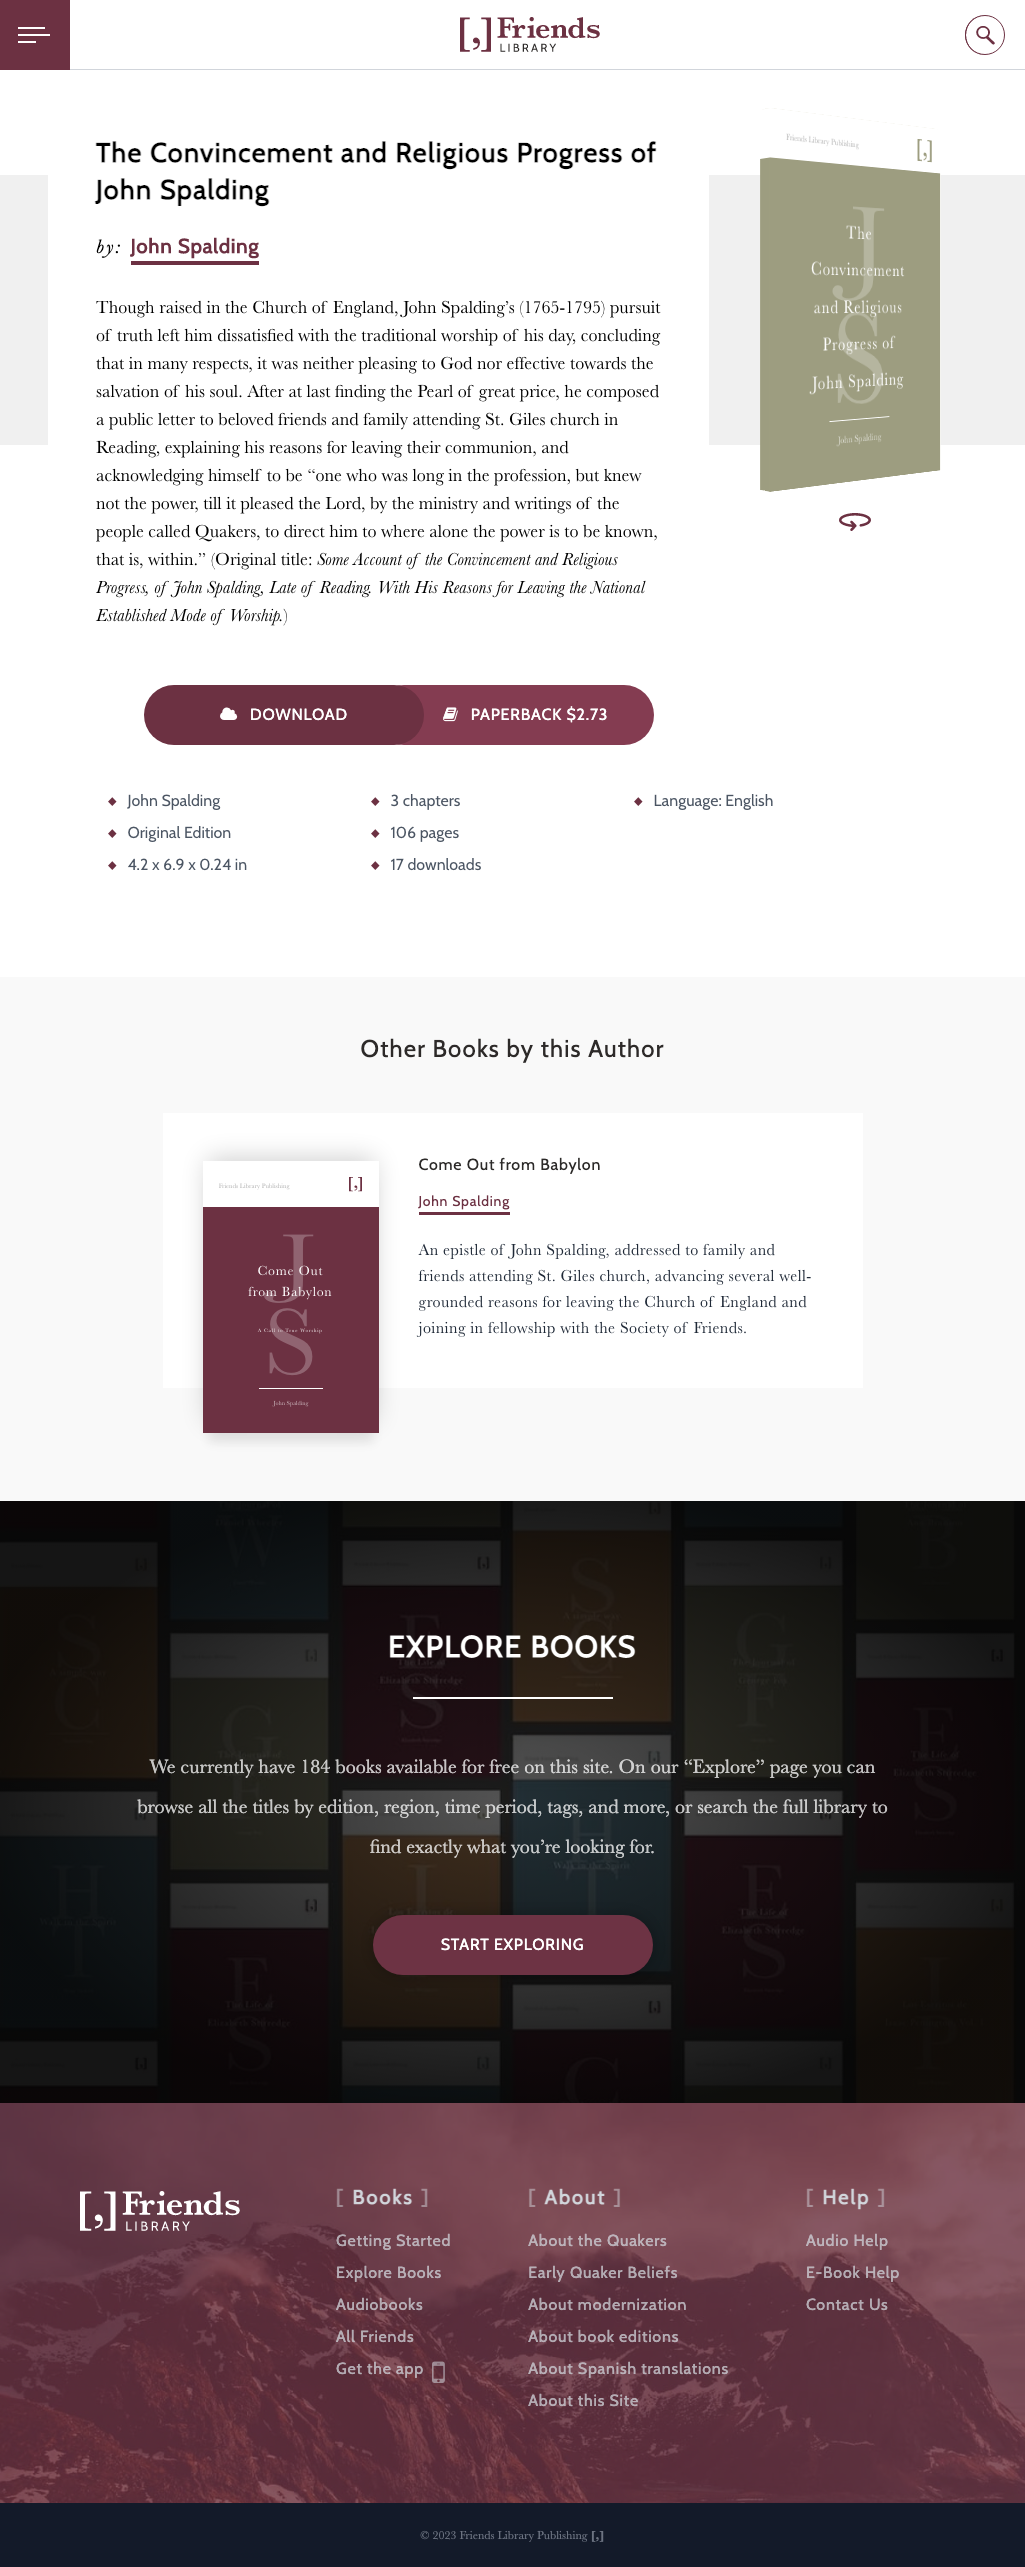 [,] Friends
LIBRARY
The Convincement and Religious Progress of
John Spalding
by: John Spalding
Though raised in the Church of England, John Spalding’s (1765-1795) pursuit
of truth left him dissatisfied with the traditional worship of his day, concluding
that in many respects, it was neither pleasing to God nor effective towards the
salvation of his soul. After at last finding the Pearl of great price, he composed
a public letter to beloved friends and family attending St. Giles church in
Reading, explaining his reasons for leaving their communion, and
acknowledging himself to be “one who was long in the profession, but knew
not the power, till it pleased the Lord, by the ministry and writings of the
people called Quakers, to direct him to where alone the power is to be known,
that is, within.” (Original title: Some Account of the Convincement and Religious
Progress, of John Spalding, Late of Reading. With His Reasons for Leaving the National
Established Mode of Worship.)
Friends Library Publishing [,]
J S
The
Convincement
and Religious
Progress of
John Spalding
John Spalding
DOWNLOAD
PAPERBACK $2.73
John Spalding
Original Edition
4.2 x 6.9 x 0.24 in
3 chapters
106 pages
17 downloads
Language: English
Other Books by this Author
Friends Library Publishing [,]
J S
Come Out
from Babylon
A Call to True Worship
John Spalding
Come Out from Babylon
John Spalding
An epistle of John Spalding, addressed to family and
friends attending St. Giles church, advancing several well-
grounded reasons for leaving the Church of England and
joining in fellowship with the Society of Friends.
EXPLORE BOOKS
We currently have 184 books available for free on this site. On our “Explore” page you can
browse all the titles by edition, region, time period, tags, and more, or search the full library to
find exactly what you’re looking for.
START EXPLORING
[,] Friends
LIBRARY
[ Books ]
Getting Started
Explore Books
Audiobooks
All Friends
Get the app
[ About ]
About the Quakers
Early Quaker Beliefs
About modernization
About book editions
About Spanish translations
About this Site
[ Help ]
Audio Help
E-Book Help
Contact Us
© 2023 Friends Library Publishing [,]